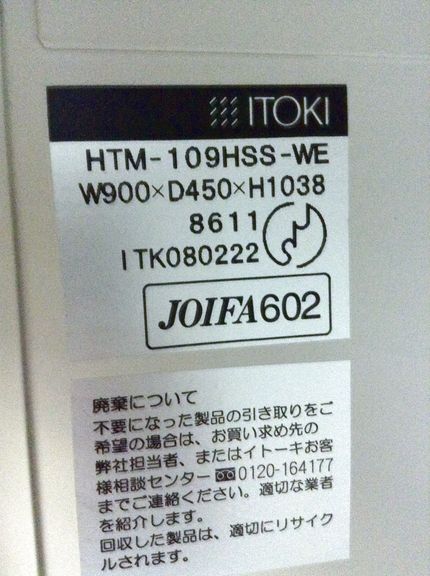 ITOKI
HTM-109HSS-WE
W900×D450×H1038
8611
ITK080222
JOIFA602
廃棄について
不要になった製品の引き取りをご
希望の場合は、お買い求め先の
弊社担当者、またはイトーキお客
様相談センター 0120-164177
までご連絡ください。適切な業者
を紹介します。
回収した製品は、適切にリサイク
ルされます。